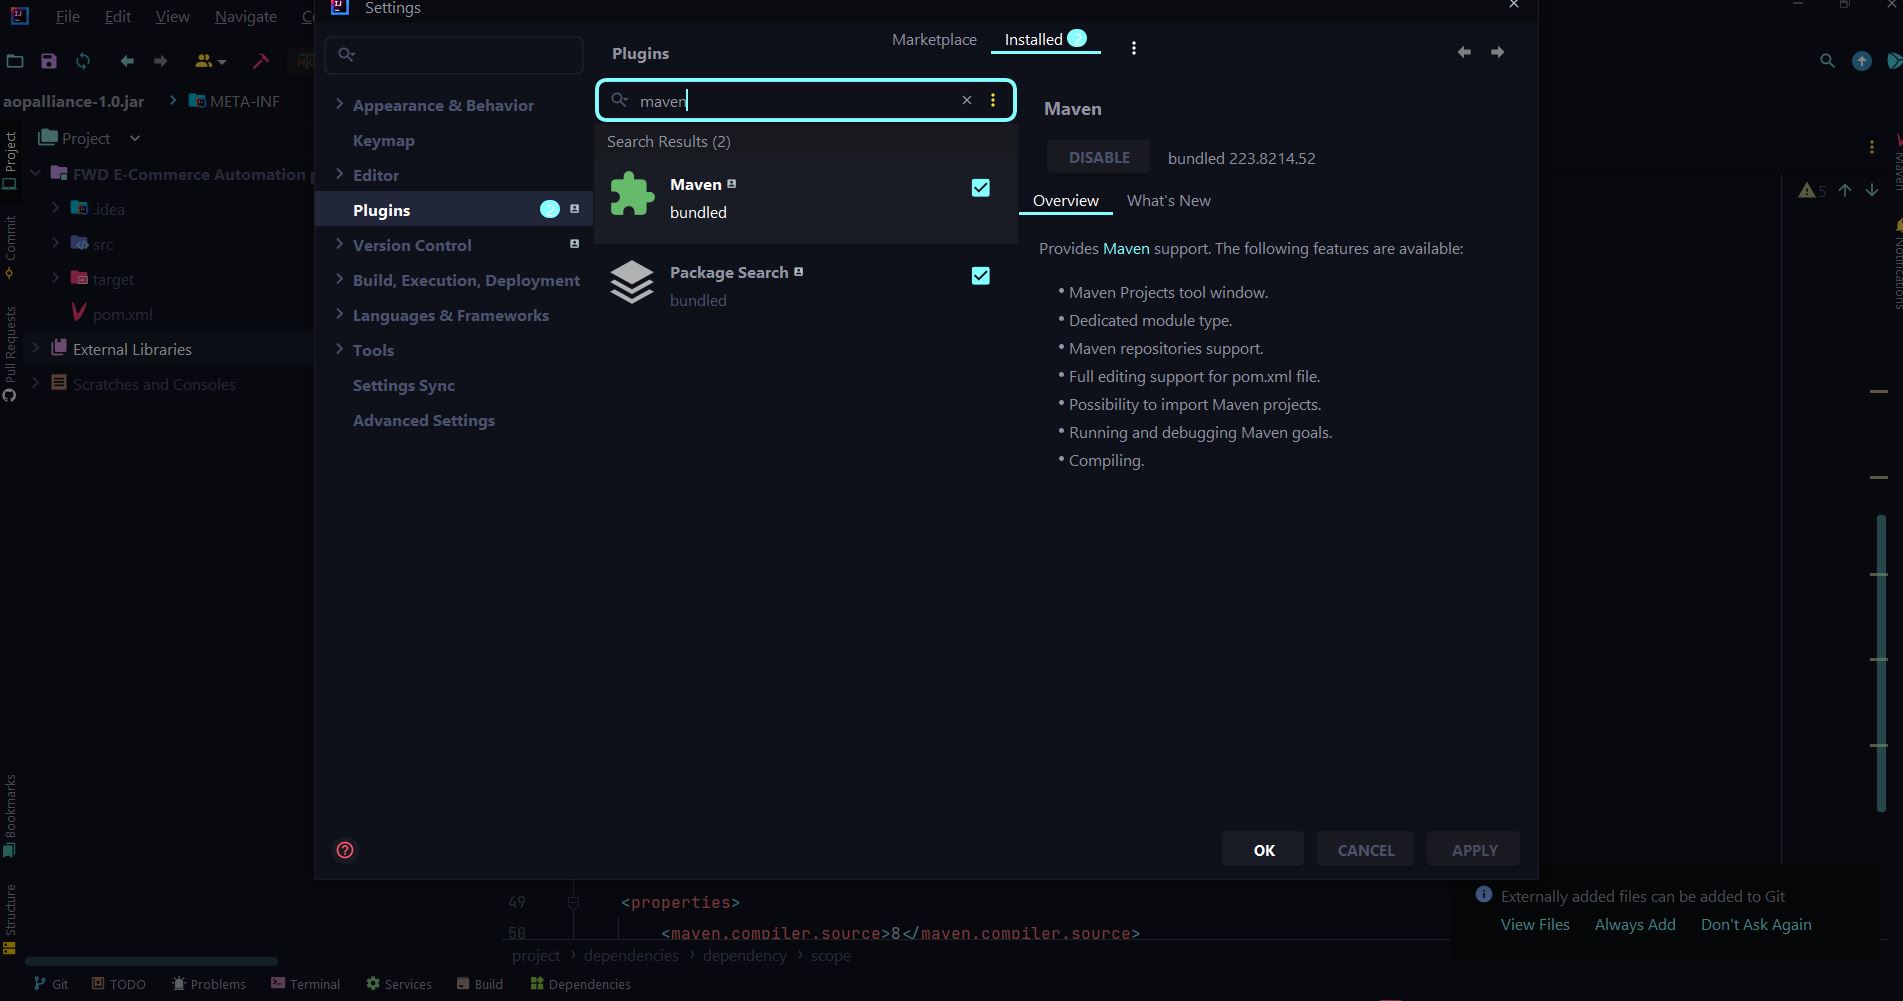 Settings
File Edit View Navigate
aopalliance-1.0.jar META-INF
Project
FWD E-Commerce Automation
.idea
src
target
pom.xml
External Libraries
Scratches and Consoles
Project
Commit
Pull Requests
Bookmarks
Structure
Appearance & Behavior
Keymap
Editor
Plugins 2
Version Control
Build, Execution, Deployment
Languages & Frameworks
Tools
Settings Sync
Advanced Settings
Plugins
Marketplace
Installed 2
maven
Search Results (2)
Maven
bundled
Package Search
bundled
Maven
DISABLE bundled 223.8214.52
Overview What's New
Provides Maven support. The following features are available:
• Maven Projects tool window.
• Dedicated module type.
• Maven repositories support.
• Full editing support for pom.xml file.
• Possibility to import Maven projects.
• Running and debugging Maven goals.
• Compiling.
OK CANCEL APPLY
5
Maven
Notifications
49 <properties>
50 <maven.compiler.source>8</maven.compiler.source>
project › dependencies › dependency › scope
Externally added files can be added to Git
View Files Always Add Don't Ask Again
Git TODO Problems Terminal Services Build Dependencies